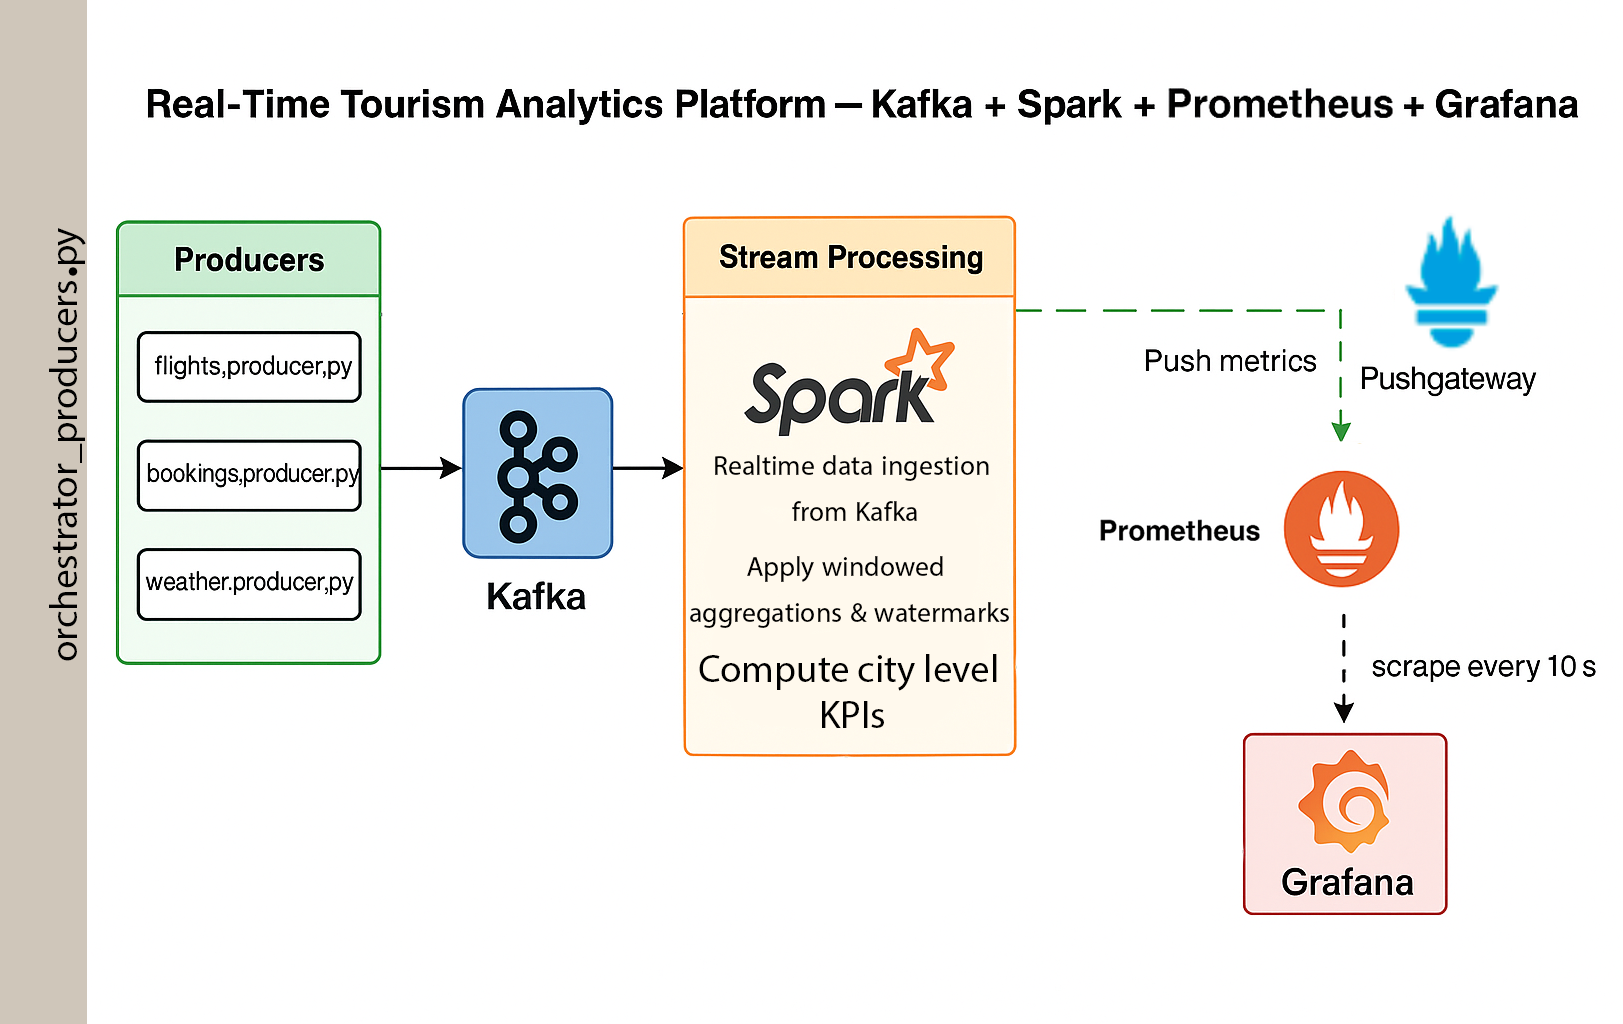 Real-Time Tourism Analytics Platform – Kafka + Spark + Prometheus + Grafana
orchestrator_producers.py
Producers
flights,producer,py
bookings,producer.py
weather.producer,py
Kafka
Stream Processing
Spark
Realtime data ingestion
from Kafka
Apply windowed
aggregations & watermarks
Compute city level
KPIs
Push metrics
Pushgateway
Prometheus
scrape every 10 s
Grafana